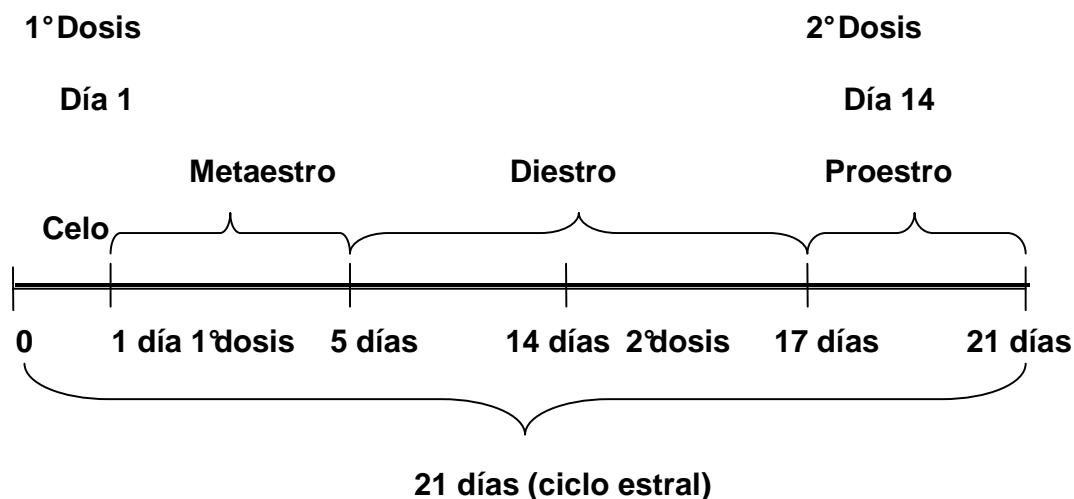 1° Dosis 2° Dosis
Día 1 Día 14
Metaestro Diestro Proestro
Celo
0 1 día 1°dosis 5 días 14 días 2°dosis 17 días 21 días
21 días (ciclo estral)